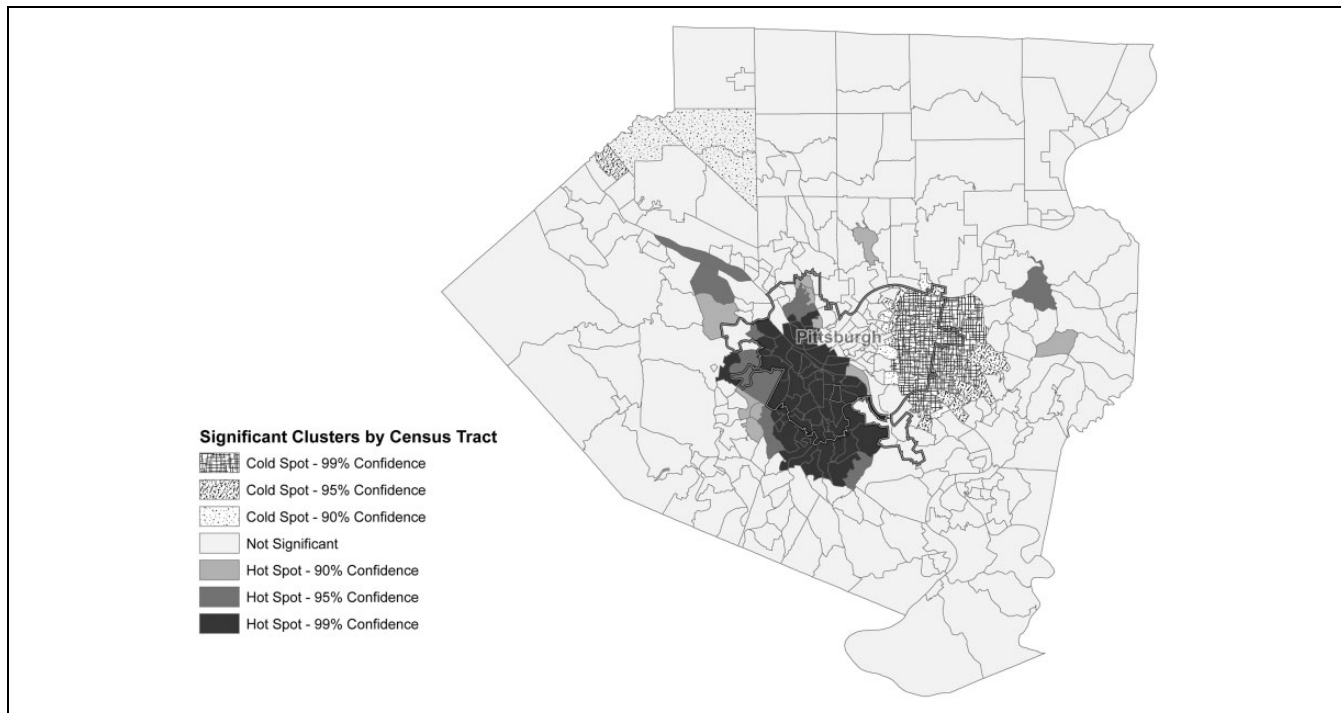 Pittsburgh
Significant Clusters by Census Tract
Cold Spot - 99% Confidence
Cold Spot - 95% Confidence
Cold Spot - 90% Confidence
Not Significant
Hot Spot - 90% Confidence
Hot Spot - 95% Confidence
Hot Spot - 99% Confidence